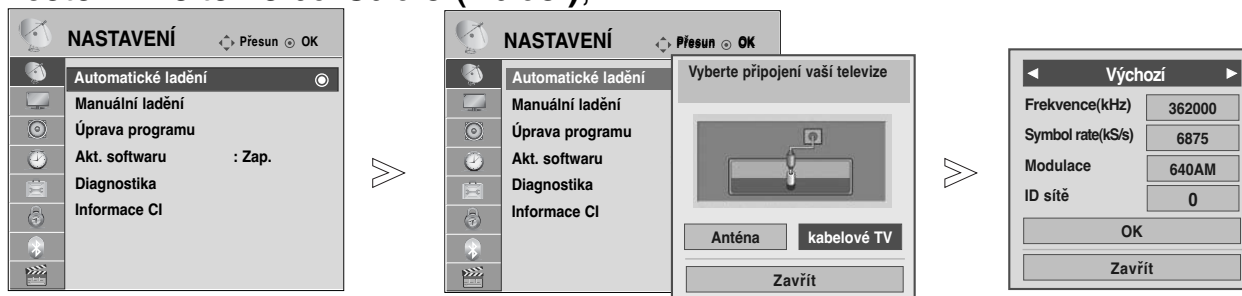 NASTAVENÍ Přesun OK
Automatické ladění
Manuální ladění
Úprava programu
Akt. softwaru : Zap.
Diagnostika
Informace CI
NASTAVENÍ Přesun OK
Automatické ladění
Manuální ladění
Úprava programu
Akt. softwaru
Diagnostika
Informace CI
Vyberte připojení vaší televize
Anténa kabelové TV
Zavřít
◄ Výchozí ►
Frekvence(kHz) 362000
Symbol rate(kS/s) 6875
Modulace 640AM
ID sítě 0
OK
Zavřít